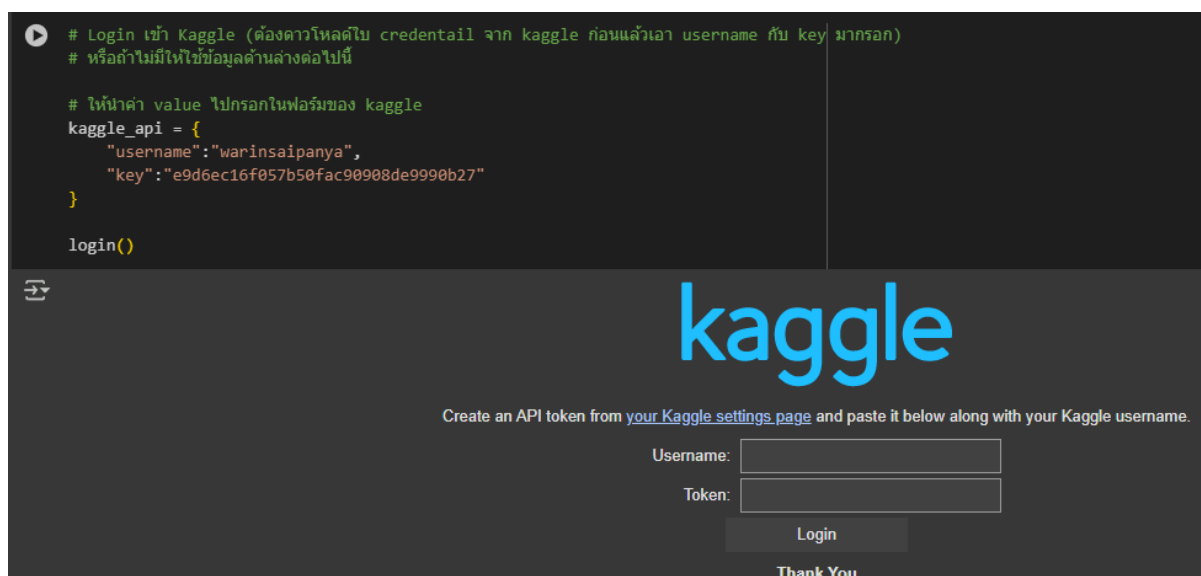 # Login เข้า Kaggle (ต้องดาวโหลดใบ credentail จาก kaggle ก่อนแล้วเอา username กับ key มากรอก)
# หรือถ้าไม่มีให้ใช้ข้อมูลด้านล่างต่อไปนี้
# ให้นำค่า value ไปกรอกในฟอร์มของ kaggle
kaggle_api = {
"username":"warinsaipanya",
"key":"e9d6ec16f057b50fac90908de9990b27"
}
login()
kaggle
Create an API token from your Kaggle settings page and paste it below along with your Kaggle username.
Username:
Token:
Login
Thank You